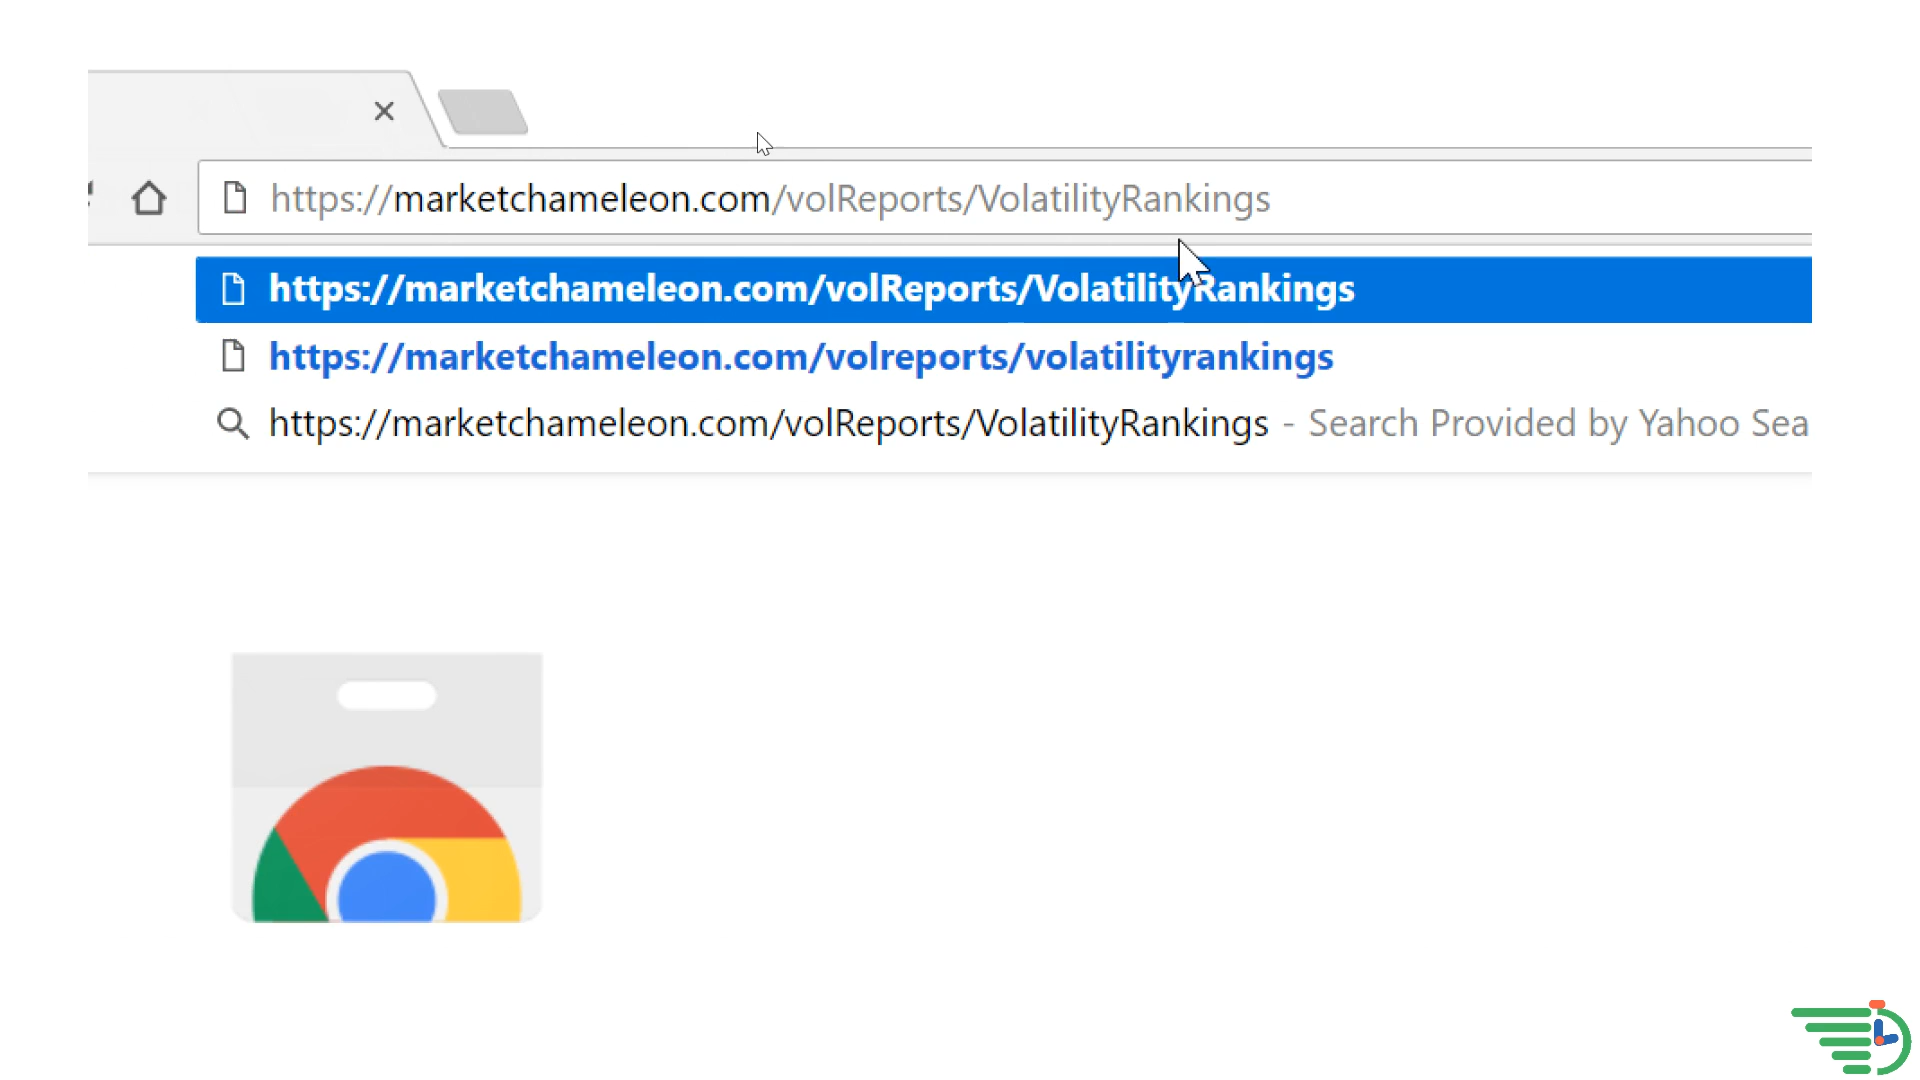 https://marketchameleon.com/volReports/VolatilityRankings
https://marketchameleon.com/volReports/VolatilityRankings
https://marketchameleon.com/volreports/volatilityrankings
https://marketchameleon.com/volReports/VolatilityRankings - Search Provided by Yahoo Sea